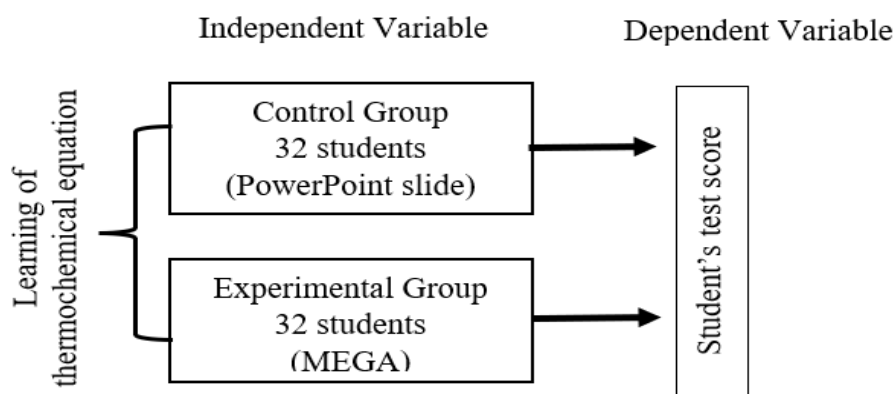 Independent Variable
Dependent Variable
Learning of
thermochemical equation
Control Group
32 students
(PowerPoint slide)
Experimental Group
32 students
(MEGA)
Student’s test score